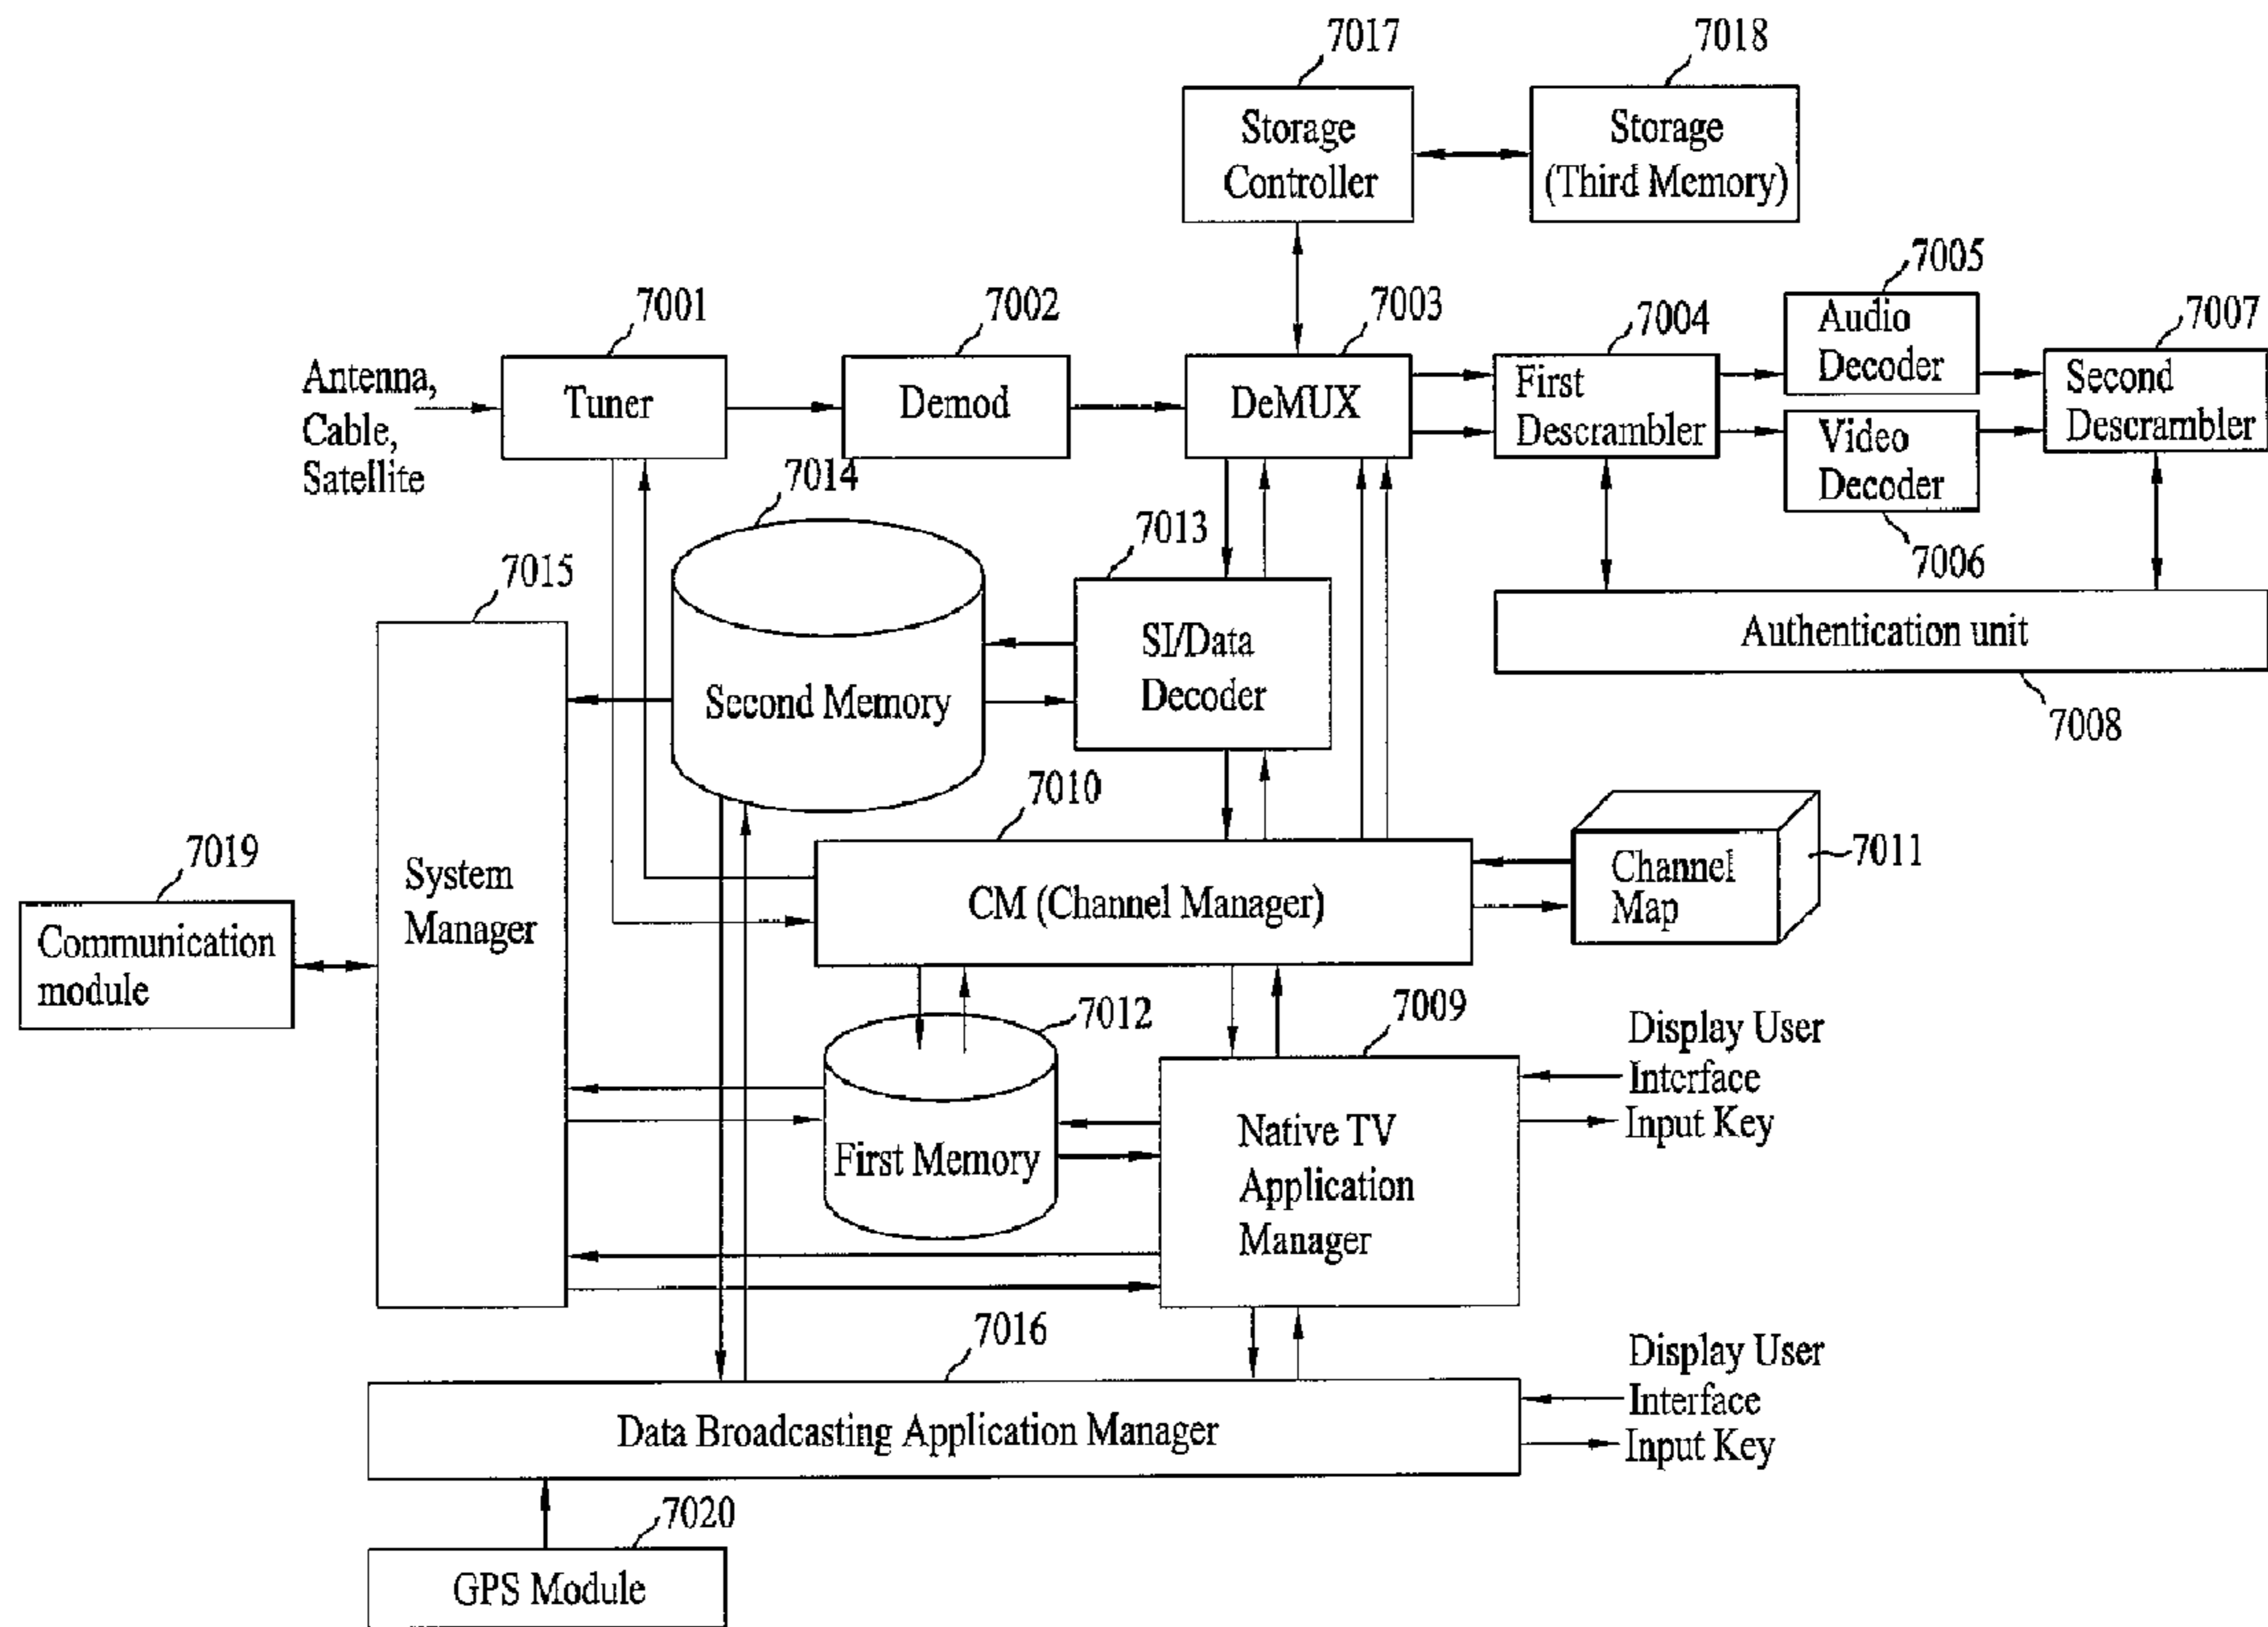 7017
7018
Storage
Controller
Storage
(Third Memory)
7001
7002
7003
7004
7005
7007
Antenna,
Cable,
Satellite
Tuner
Demod
DeMUX
First
Descrambler
Audio
Decoder
Video
Decoder
Second
Descrambler
7006
7014
7013
7015
SI/Data
Decoder
Second Memory
Authentication unit
7008
7010
7019
System
Manager
CM (Channel Manager)
Channel
Map
7011
Communication
module
7012
7009
Display User
Interface
Input Key
First Memory
Native TV
Application
Manager
7016
Display User
Interface
Input Key
Data Broadcasting Application Manager
7020
GPS Module